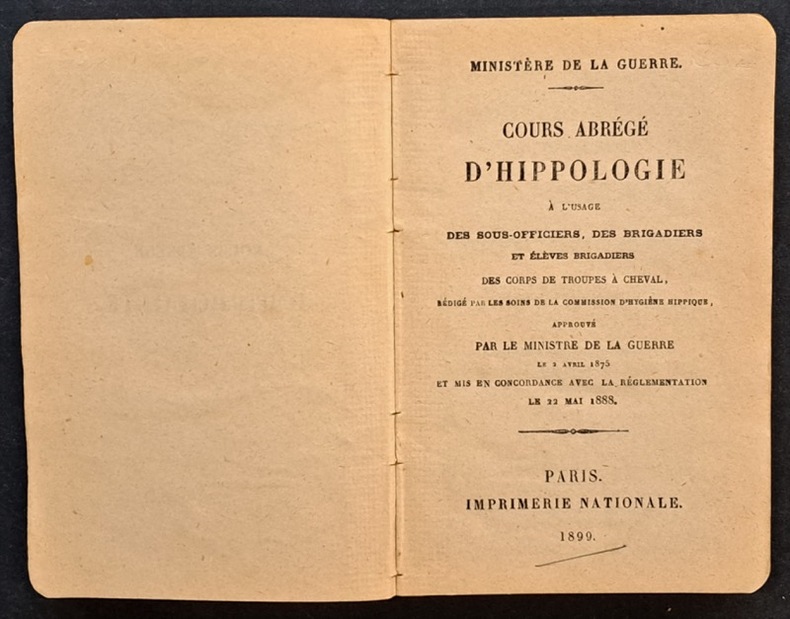 MINISTÈRE DE LA GUERRE.
COURS ABRÉGÉ
D'HIPPOLOGIE
À L'USAGE
DES SOUS-OFFICIERS, DES BRIGADIERS
ET ÉLÈVES BRIGADIERS
DES CORPS DE TROUPES À CHEVAL,
RÉDIGÉ PAR LES SOINS DE LA COMMISSION D'HYGIÈNE HIPPIQUE,
APPROUVÉ
PAR LE MINISTRE DE LA GUERRE
LE 2 AVRIL 1875
ET MIS EN CONCORDANCE AVEC LA RÉGLEMENTATION
LE 22 MAI 1888.
PARIS.
IMPRIMERIE NATIONALE.
1899.